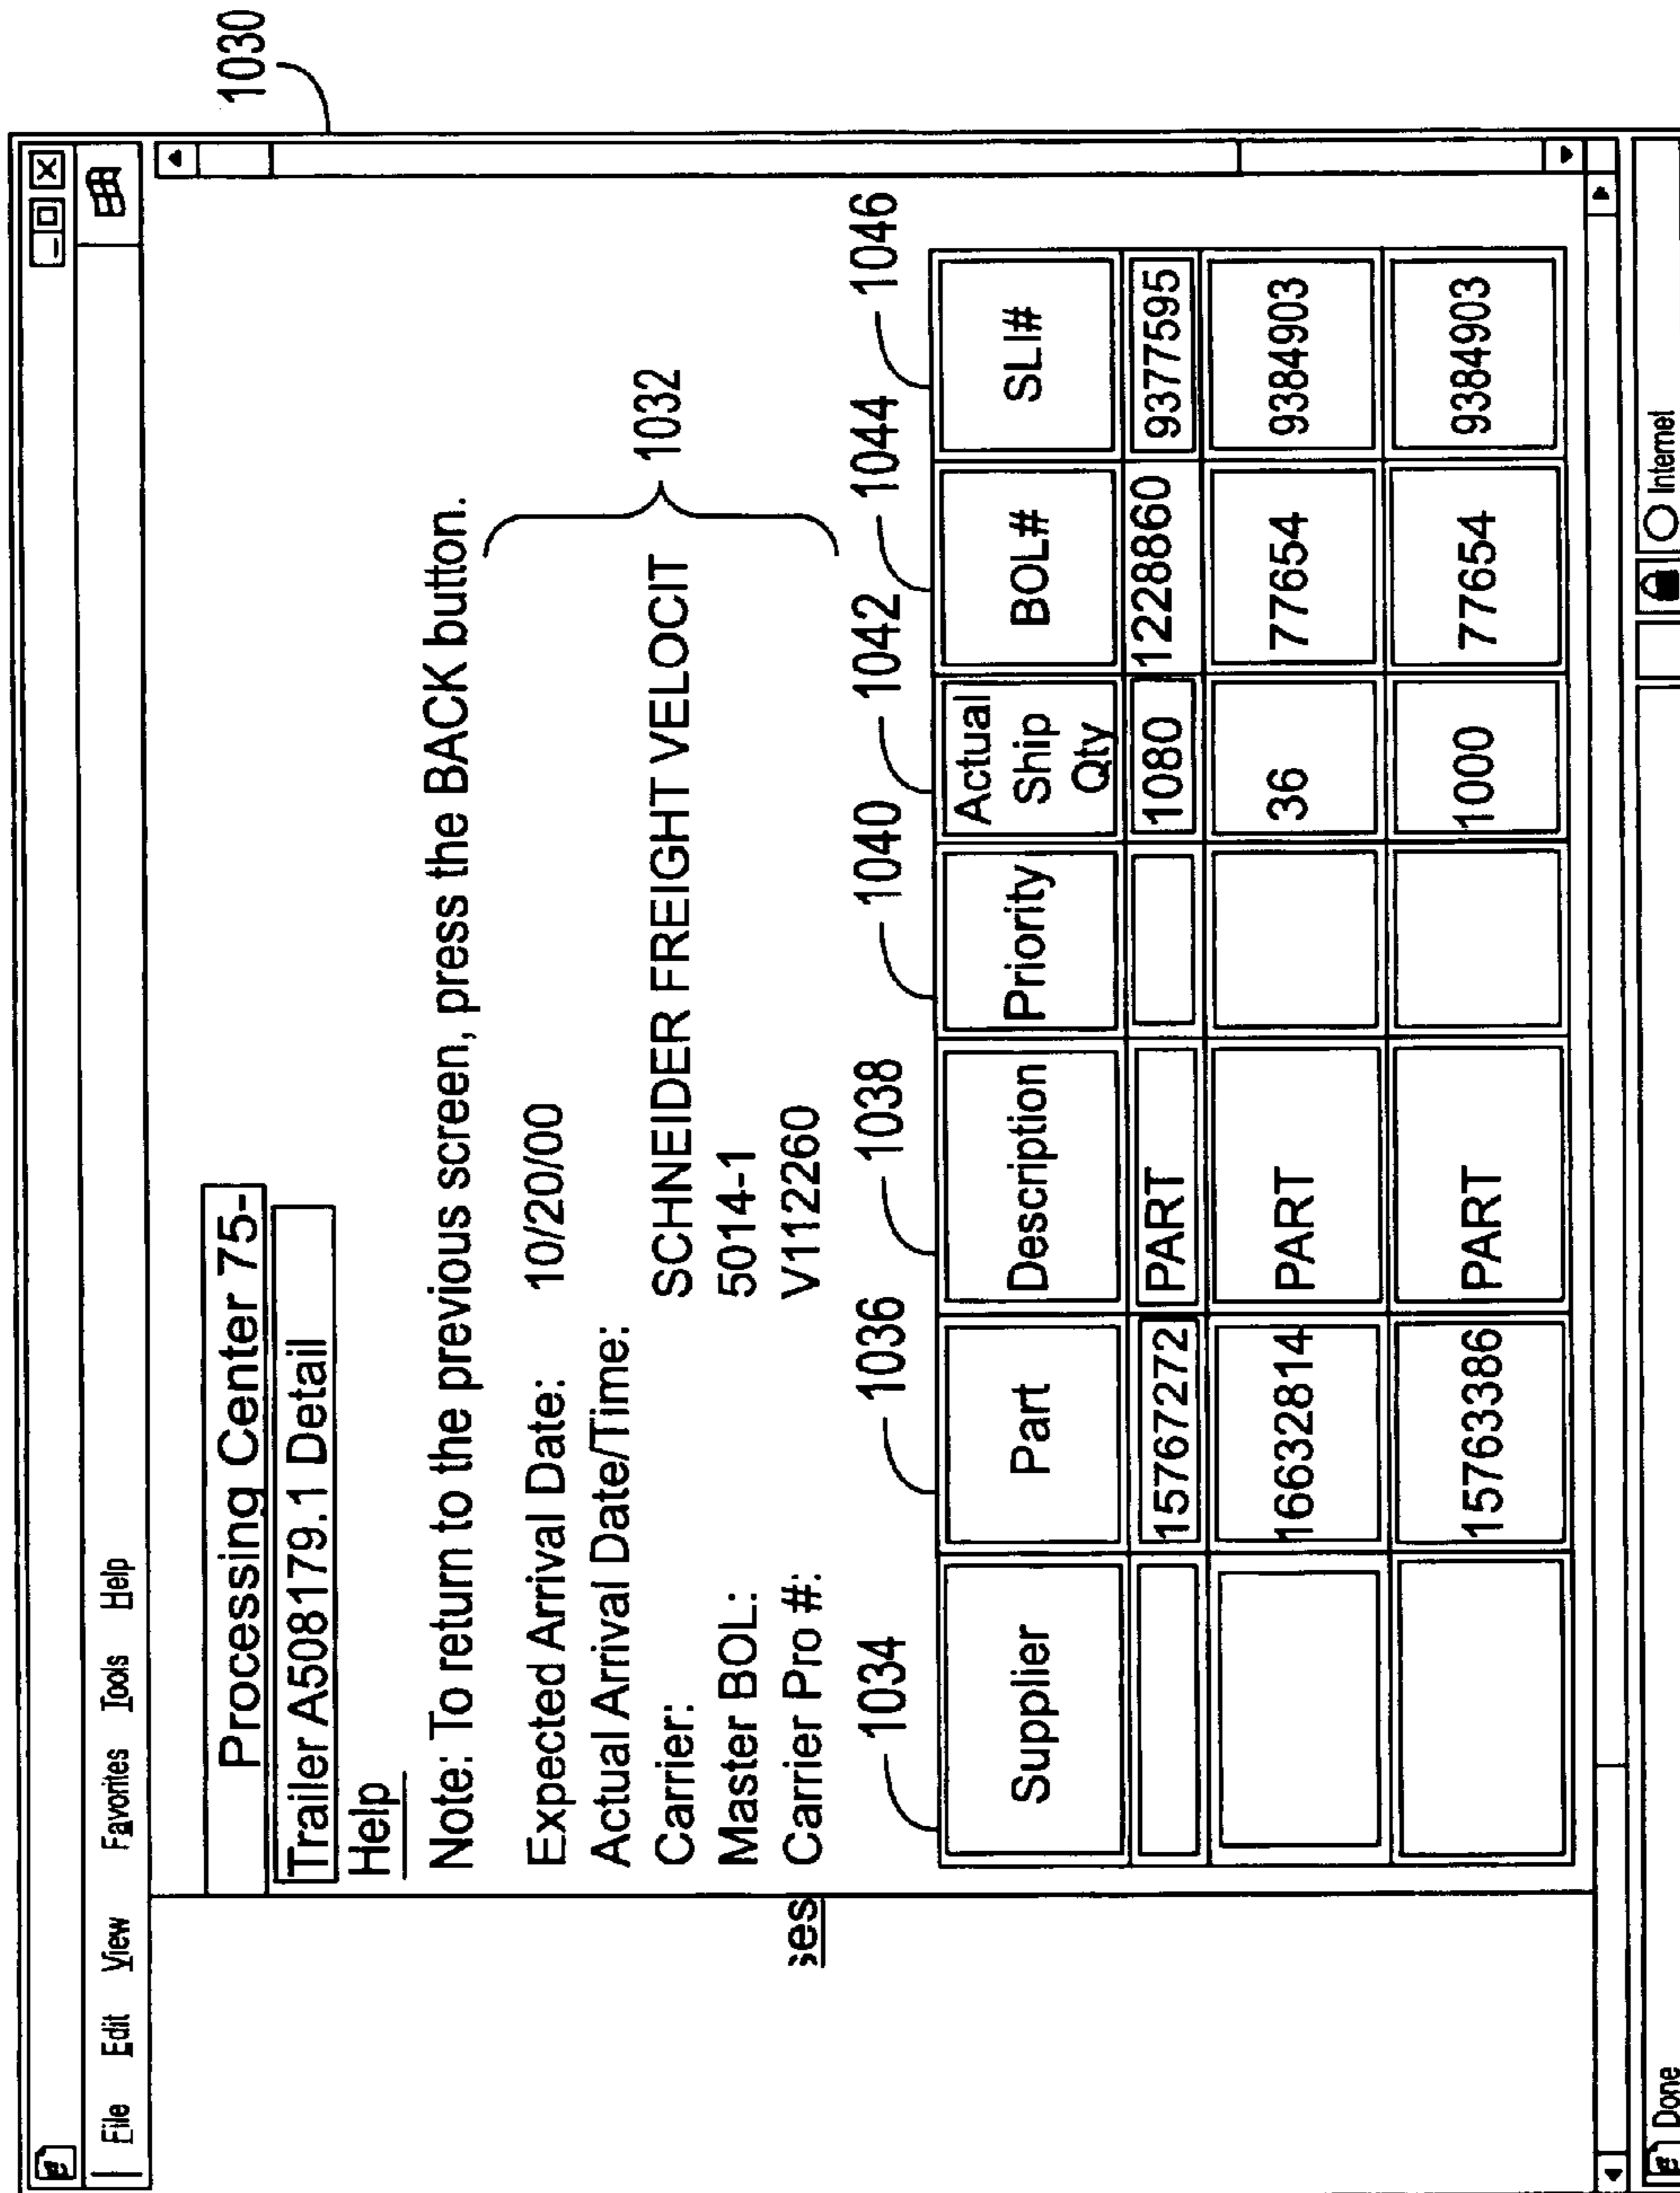 File Edit View Favorites Tools Help
1030
Processing Center 75-
Trailer A508179.1 Detail
Help
Note: To return to the previous screen, press the BACK button.
Expected Arrival Date: 10/20/00
Actual Arrival Date/Time:
Carrier: SCHNEIDER FREIGHT VELOCIT
Master BOL: 5014-1
Carrier Pro #: V112260
1032
ses
1034 1036 1038 1040 1042 1044 1046
Supplier Part Description Priority Actual Ship Qty BOL# SLI#
15767272 PART 1080 1228860 9377595
16632814 PART 36 77654 9384903
15763386 PART 1000 77654 9384903
Done Internet